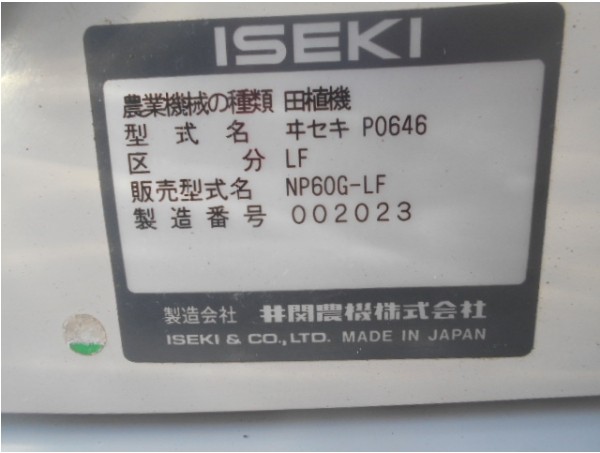 ISEKI
農業機械の種類 田植機
型式名 ヰセキ P0646
区分 LF
販売型式名 NP60G-LF
製造番号 002023
製造会社 井関農機株式会社
ISEKI & CO.,LTD. MADE IN JAPAN